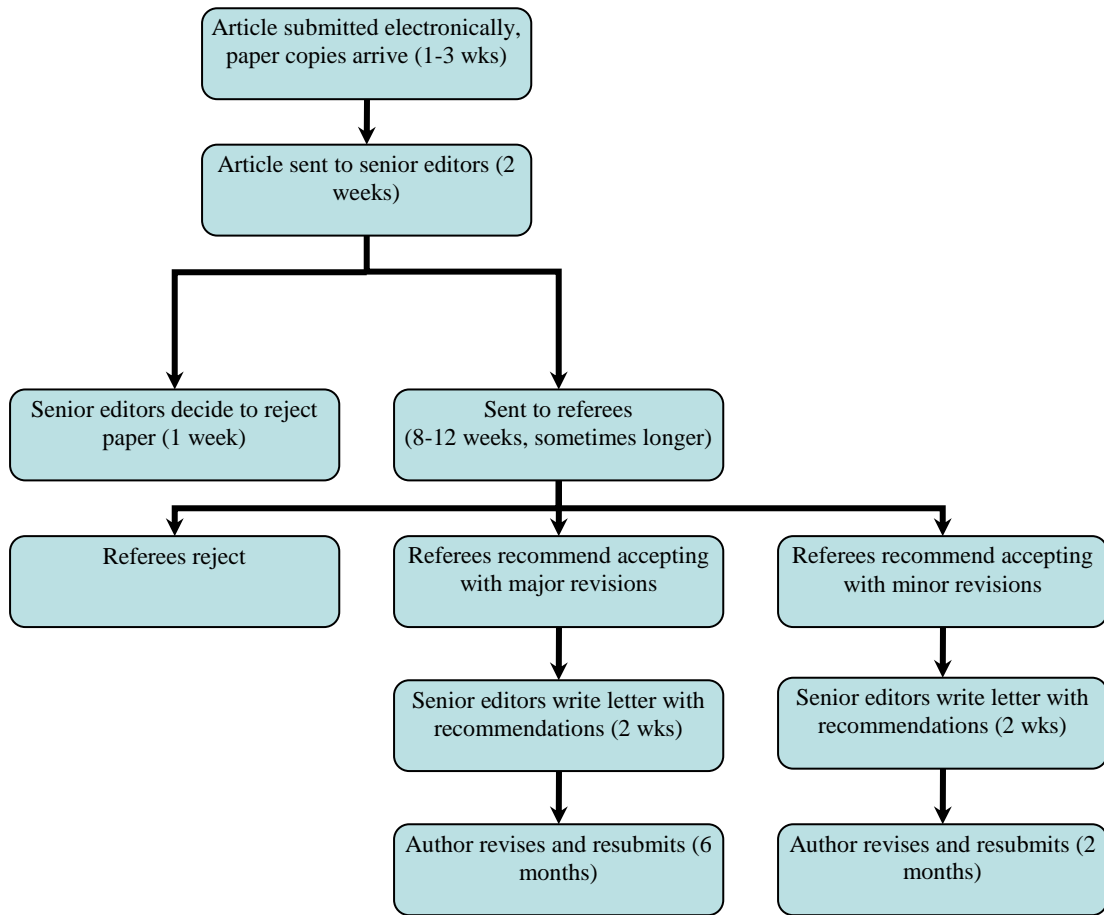 Article submitted electronically,
paper copies arrive (1-3 wks)
Article sent to senior editors (2
weeks)
Senior editors decide to reject
paper (1 week)
Sent to referees
(8-12 weeks, sometimes longer)
Referees reject
Referees recommend accepting
with major revisions
Referees recommend accepting
with minor revisions
Senior editors write letter with
recommendations (2 wks)
Senior editors write letter with
recommendations (2 wks)
Author revises and resubmits (6
months)
Author revises and resubmits (2
months)